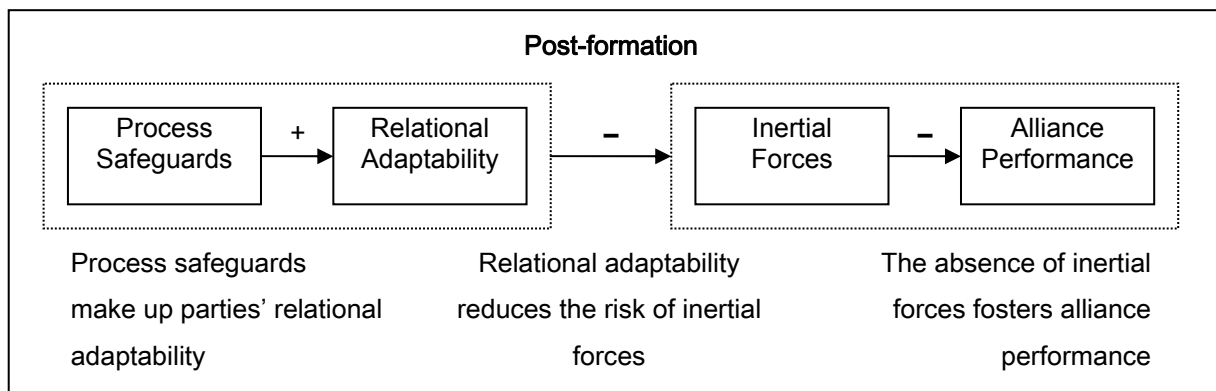 Post-formation
Process
Safeguards
+
Relational
Adaptability
–
Inertial
Forces
–
Alliance
Performance
Process safeguards
make up parties’ relational
adaptability
Relational adaptability
reduces the risk of inertial
forces
The absence of inertial
forces fosters alliance
performance